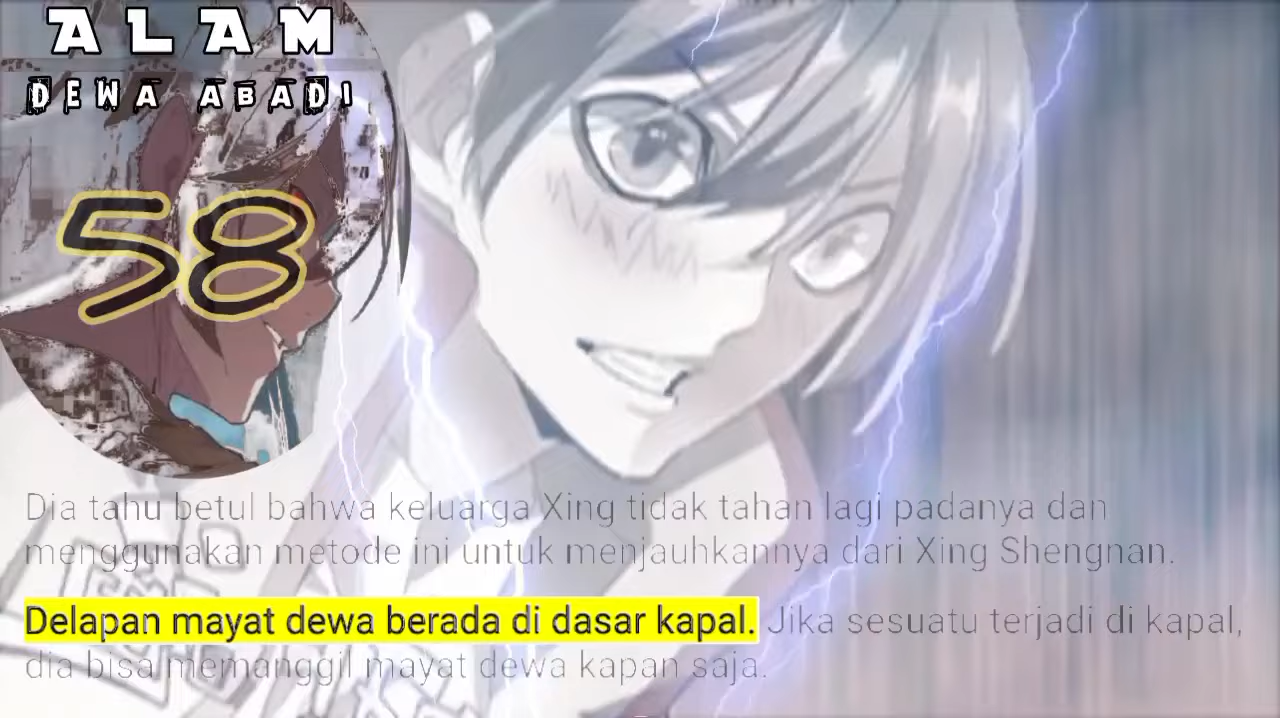 ALAM
DEWA ABADI
58
Dia tahu betul bahwa keluarga Xing tidak tahan lagi padanya dan
menggunakan metode ini untuk menjauhkannya dari Xing Shengnan.
Delapan mayat dewa berada di dasar kapal. Jika sesuatu terjadi di kapal,
dia bisa memanggil mayat dewa kapan saja.